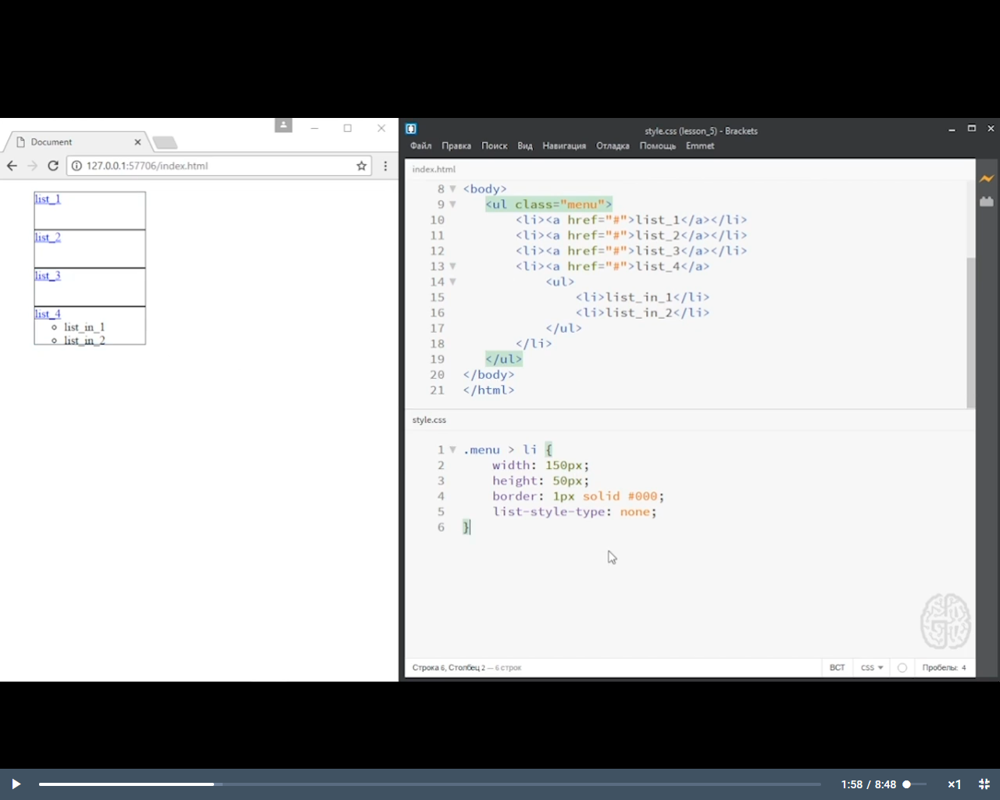 Document
127.0.0.1:57706/index.html
list_1
list_2
list_3
list_4
list_in_1
list_in_2
style.css (lesson_5) - Brackets
Файл Правка Поиск Вид Навигация Отладка Помощь Emmet
index.html
8 <body>
9 <ul class="menu">
10 <li><a href="#">list_1</a></li>
11 <li><a href="#">list_2</a></li>
12 <li><a href="#">list_3</a></li>
13 <li><a href="#">list_4</a>
14 <ul>
15 <li>list_in_1</li>
16 <li>list_in_2</li>
17 </ul>
18 </li>
19 </ul>
20 </body>
21 </html>
style.css
1 .menu > li {
2 width: 150px;
3 height: 50px;
4 border: 1px solid #000;
5 list-style-type: none;
6 }
Строка 6, Столбец 2 — 6 строк
ВСТ CSS Пробелы: 4
1:58 / 8:48 ×1